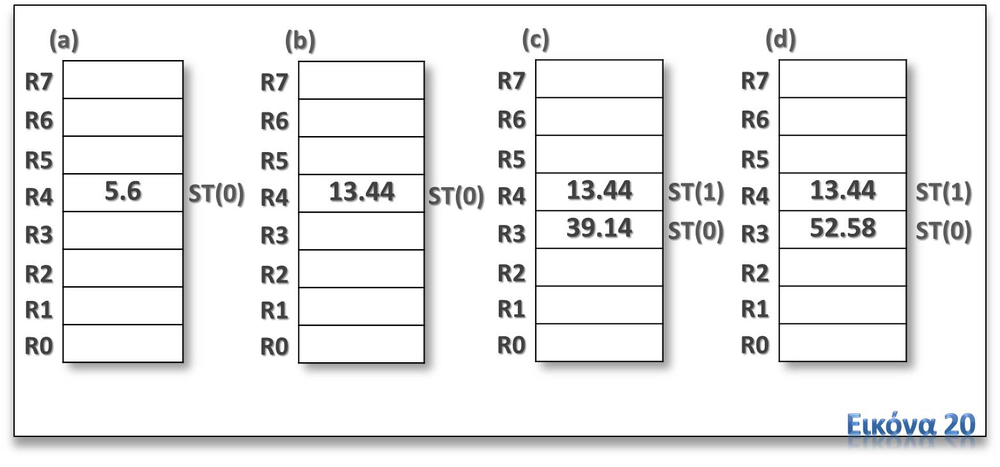 (a) (b) (c) (d)
R7 R7 R7 R7
R6 R6 R6 R6
R5 R5 R5 R5
R4 5.6 ST(0) R4 13.44 ST(0) R4 13.44 ST(1) R4 13.44 ST(1)
R3 R3 R3 39.14 ST(0) R3 52.58 ST(0)
R2 R2 R2 R2
R1 R1 R1 R1
R0 R0 R0 R0
Εικόνα 20